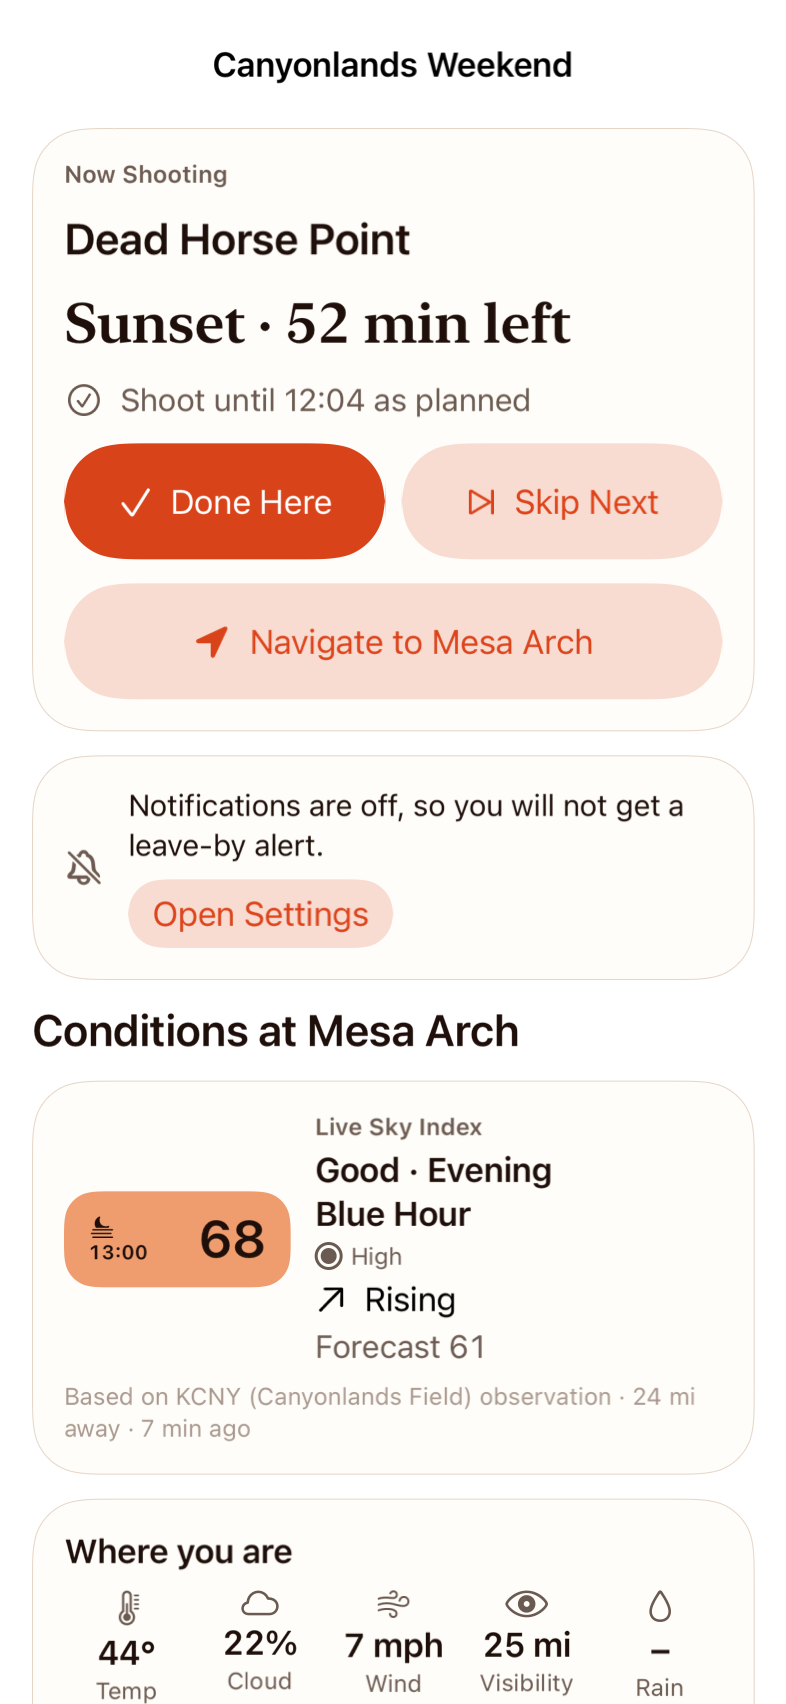 Canyonlands Weekend
Now Shooting
Dead Horse Point
Sunset · 52 min left
Shoot until 12:04 as planned
Done Here
Skip Next
Navigate to Mesa Arch
Notifications are off, so you will not get a
leave-by alert.
Open Settings
Conditions at Mesa Arch
13:00
68
Live Sky Index
Good · Evening
Blue Hour
High
Rising
Forecast 61
Based on KCNY (Canyonlands Field) observation · 24 mi
away · 7 min ago
Where you are
44° 22% 7 mph 25 mi –
Temp Cloud Wind Visibility Rain